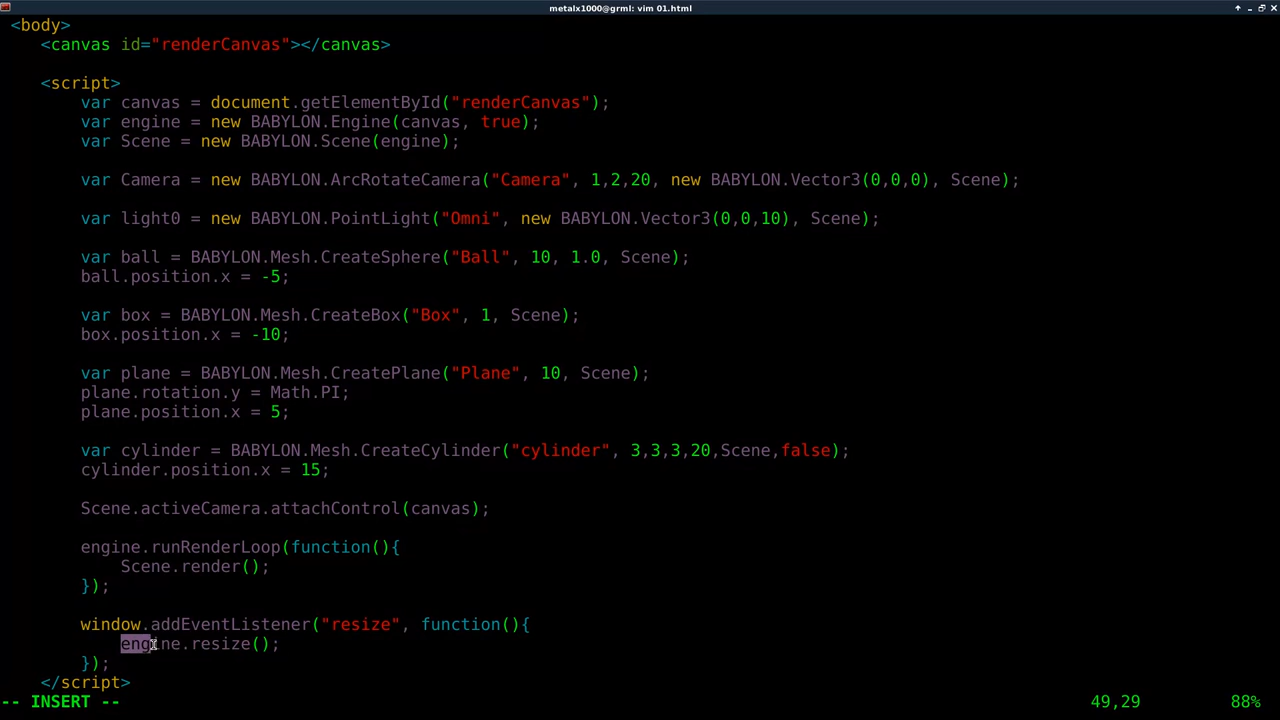 metalx1000@grml: vim 01.html
<body>
<canvas id="renderCanvas"></canvas>
<script>
var canvas = document.getElementById("renderCanvas");
var engine = new BABYLON.Engine(canvas, true);
var Scene = new BABYLON.Scene(engine);
var Camera = new BABYLON.ArcRotateCamera("Camera", 1,2,20, new BABYLON.Vector3(0,0,0), Scene);
var light0 = new BABYLON.PointLight("Omni", new BABYLON.Vector3(0,0,10), Scene);
var ball = BABYLON.Mesh.CreateSphere("Ball", 10, 1.0, Scene);
ball.position.x = -5;
var box = BABYLON.Mesh.CreateBox("Box", 1, Scene);
box.position.x = -10;
var plane = BABYLON.Mesh.CreatePlane("Plane", 10, Scene);
plane.rotation.y = Math.PI;
plane.position.x = 5;
var cylinder = BABYLON.Mesh.CreateCylinder("cylinder", 3,3,3,20,Scene,false);
cylinder.position.x = 15;
Scene.activeCamera.attachControl(canvas);
engine.runRenderLoop(function(){
Scene.render();
});
window.addEventListener("resize", function(){
engine.resize();
});
</script>
-- INSERT -- 49,29 88%